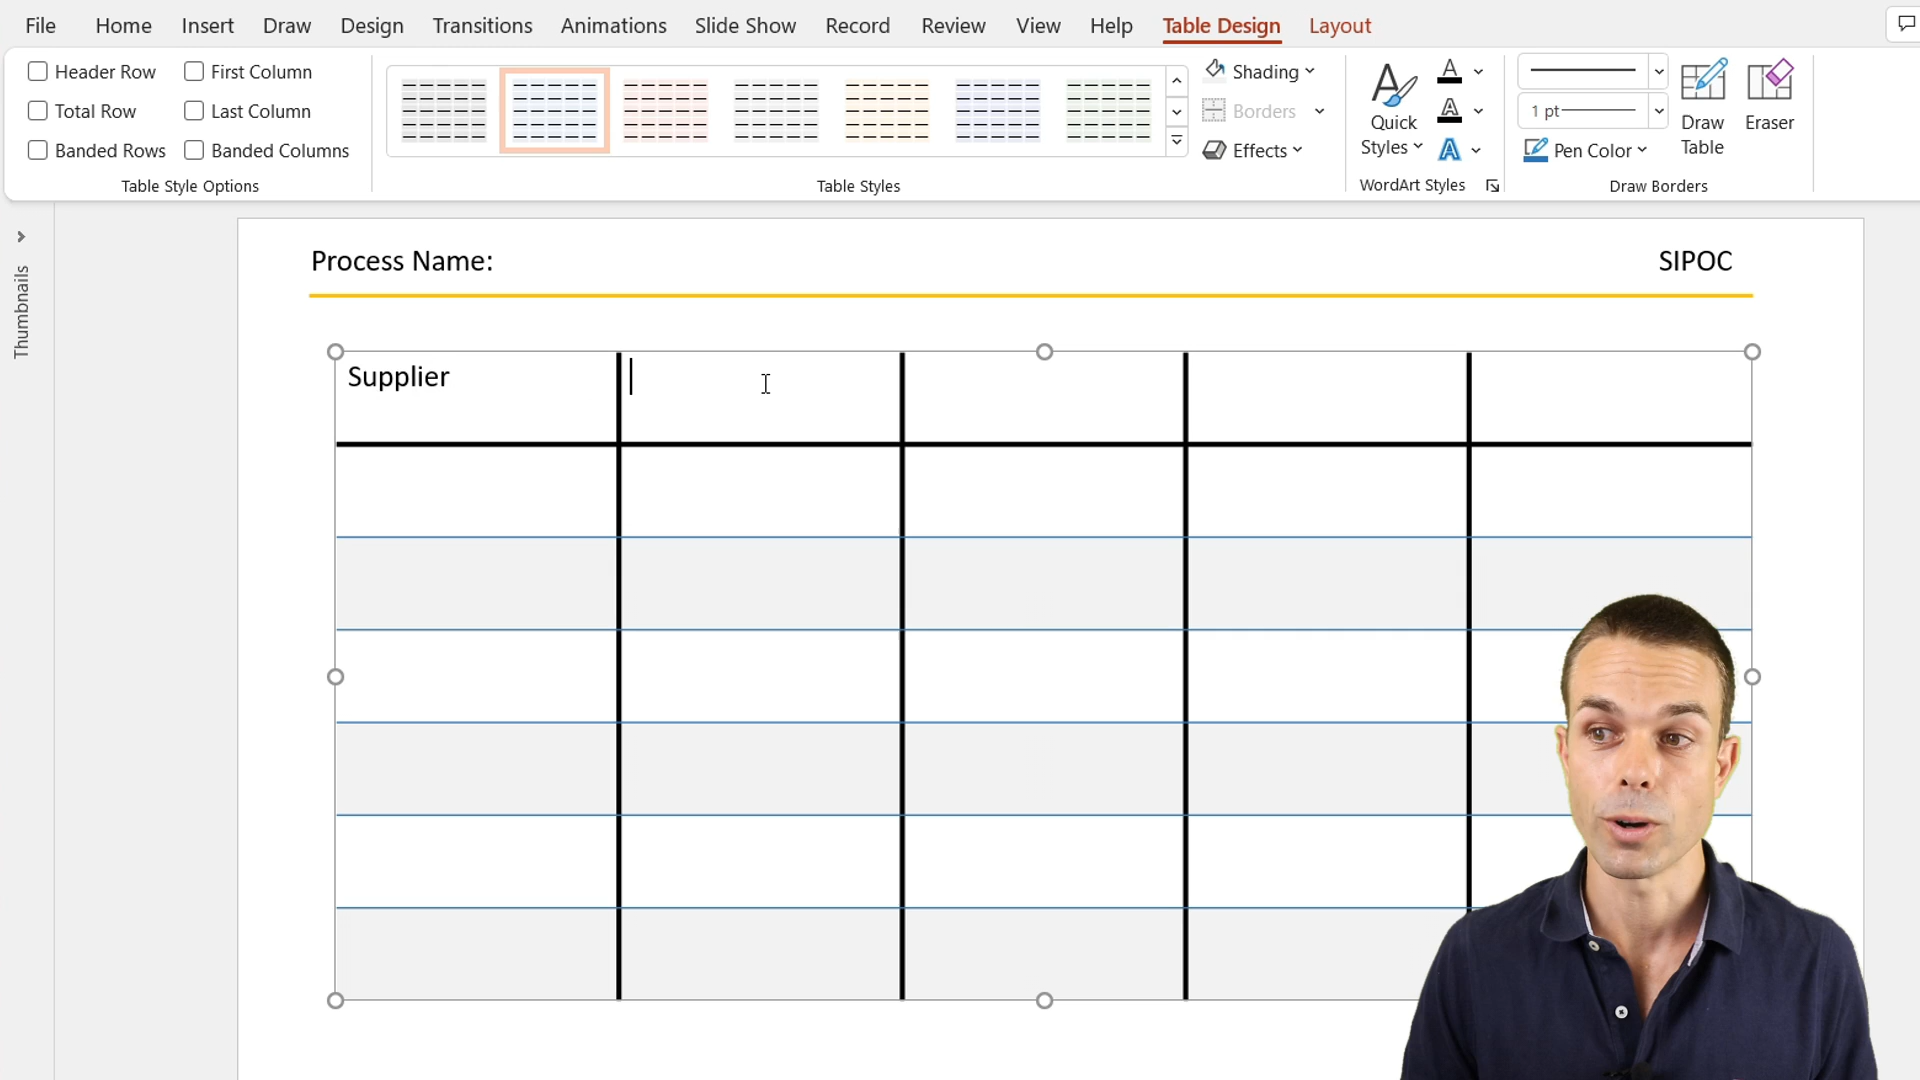 File Home Insert Draw Design Transitions Animations Slide Show Record Review View Help Table Design Layout
Header Row First Column
Total Row Last Column
Banded Rows Banded Columns
Table Style Options
Table Styles
Shading
Borders
Effects
Quick
Styles
WordArt Styles
1 pt
Pen Color
Draw
Table
Eraser
Draw Borders
Thumbnails
Process Name: SIPOC
Supplier